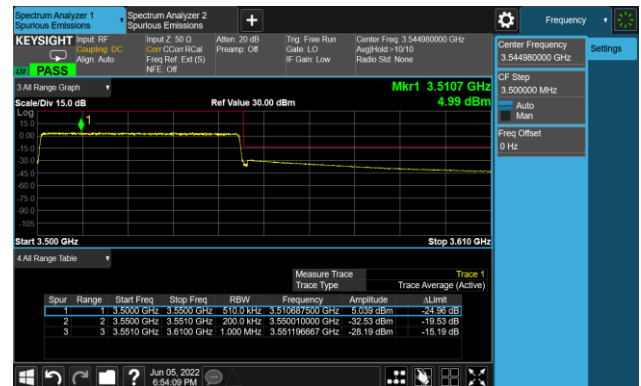 Spectrum Analyzer 1
Spurious Emissions
Spectrum Analyzer 2
Spurious Emissions
Frequency
KEYSIGHT
Input: RF
Coupling: DC
Align: Auto
Input Z: 50 Ω
Corr CCorr RCal
Freq Ref: Ext (S)
NFE: Off
Atten: 20 dB
Preamp: Off
Trig: Free Run
Gate: LO
IF Gain: Low
Center Freq: 3.544980000 GHz
Avg|Hold:>10/10
Radio Std: None
PASS
Center Frequency
3.544980000 GHz
Settings
CF Step
3.500000 MHz
Auto
Man
Freq Offset
0 Hz
3 All Range Graph
Mkr1 3.5107 GHz
Scale/Div 15.0 dB
Ref Value 30.00 dBm
4.99 dBm
Log
15.0
0.00
-15.0
-30.0
-45.0
-60.0
-75.0
-90.0
-105
1
Start 3.500 GHz
Stop 3.610 GHz
4 All Range Table
Measure Trace Trace 1
Trace Type Trace Average (Active)
Spur Range Start Freq Stop Freq RBW Frequency Amplitude ΔLimit
1 1 3.5000 GHz 3.5500 GHz 510.0 kHz 3.510687500 GHz 5.039 dBm -24.96 dB
2 2 3.5500 GHz 3.5510 GHz 200.0 kHz 3.550010000 GHz -32.53 dBm -19.53 dB
3 3 3.5510 GHz 3.6100 GHz 1.000 MHz 3.551196667 GHz -28.19 dBm -15.19 dB
Jun 05, 2022
6:54:09 PM